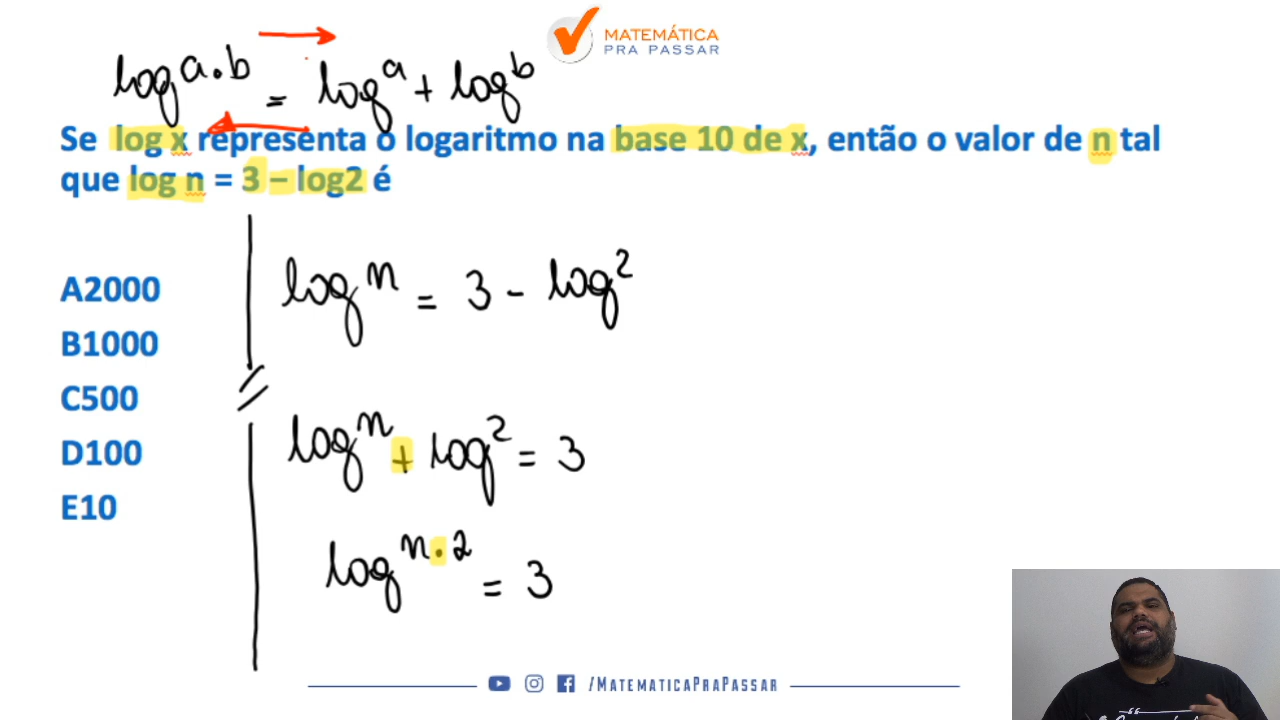 MATEMÁTICA
PRA PASSAR
log a.b = log a + log b
Se log x representa o logaritmo na base 10 de x, então o valor de n tal
que log n = 3 – log2 é
A2000
B1000
C500
D100
E10
log n = 3 - log 2
log n + log 2 = 3
log n.2 = 3
/MATEMATICAPRAPASSAR